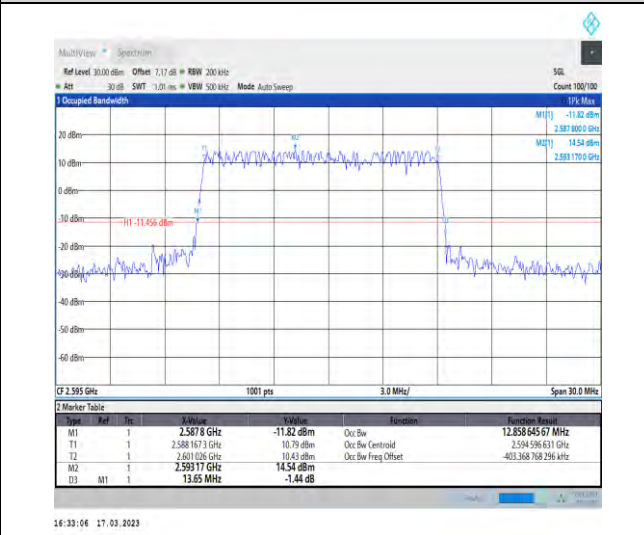 MultiView Spectrum
Ref Level 30.00 dBm Offset 7.17 dB RBW 200 kHz SGL
Att 30 dB SWT 1.01 ms VBW 500 kHz Mode Auto Sweep Count 100/100
1 Occupied Bandwidth 1Pk Max
M1[1] -11.82 dBm
2.587 800 0 GHz
M2[1] 14.54 dBm
2.593 170 0 GHz
20 dBm
10 dBm
0 dBm
-10 dBm
H1 -11.456 dBm
-20 dBm
-30 dBm
-40 dBm
-50 dBm
-60 dBm
CF 2.595 GHz 1001 pts 3.0 MHz/ Span 30.0 MHz
2 Marker Table
Type Ref Trc X-Value Y-Value Function Function Result
M1 1 2.587 8 GHz -11.82 dBm Occ Bw 12.858 645 67 MHz
T1 1 2.588 167 3 GHz 10.79 dBm Occ Bw Centroid 2.594 596 631 GHz
T2 1 2.601 026 GHz 10.43 dBm Occ Bw Freq Offset -403.368 768 296 kHz
M2 1 2.593 17 GHz 14.54 dBm
D3 M1 1 13.65 MHz -1.44 dB
16:33:06 17.03.2023